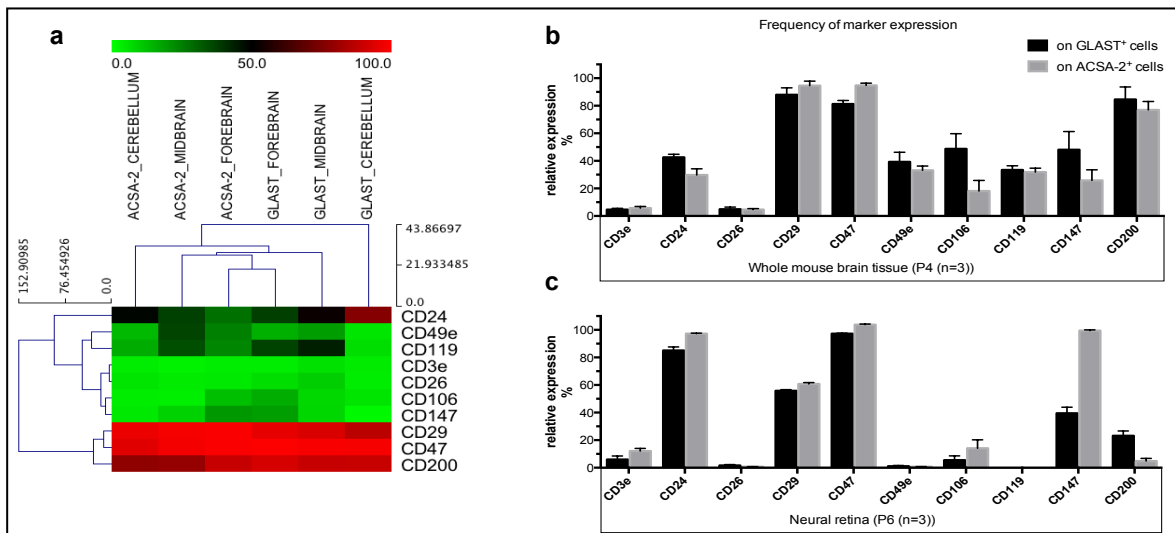 a
0.0 50.0 100.0
ACSA-2_CEREBELLUM
ACSA-2_MIDBRAIN
ACSA-2_FOREBRAIN
GLAST_FOREBRAIN
GLAST_MIDBRAIN
GLAST_CEREBELLUM
152.90985
76.454926
0.0
43.86697
21.933485
0.0
CD24
CD49e
CD119
CD3e
CD26
CD106
CD147
CD29
CD47
CD200
b
Frequency of marker expression
on GLAST⁺ cells
on ACSA-2⁺ cells
relative expression
%
100
80
60
40
20
0
CD3e
CD24
CD26
CD29
CD47
CD49e
CD106
CD119
CD147
CD200
Whole mouse brain tissue (P4 (n=3))
c
relative expression
%
100
80
60
40
20
0
CD3e
CD24
CD26
CD29
CD47
CD49e
CD106
CD119
CD147
CD200
Neural retina (P6 (n=3))